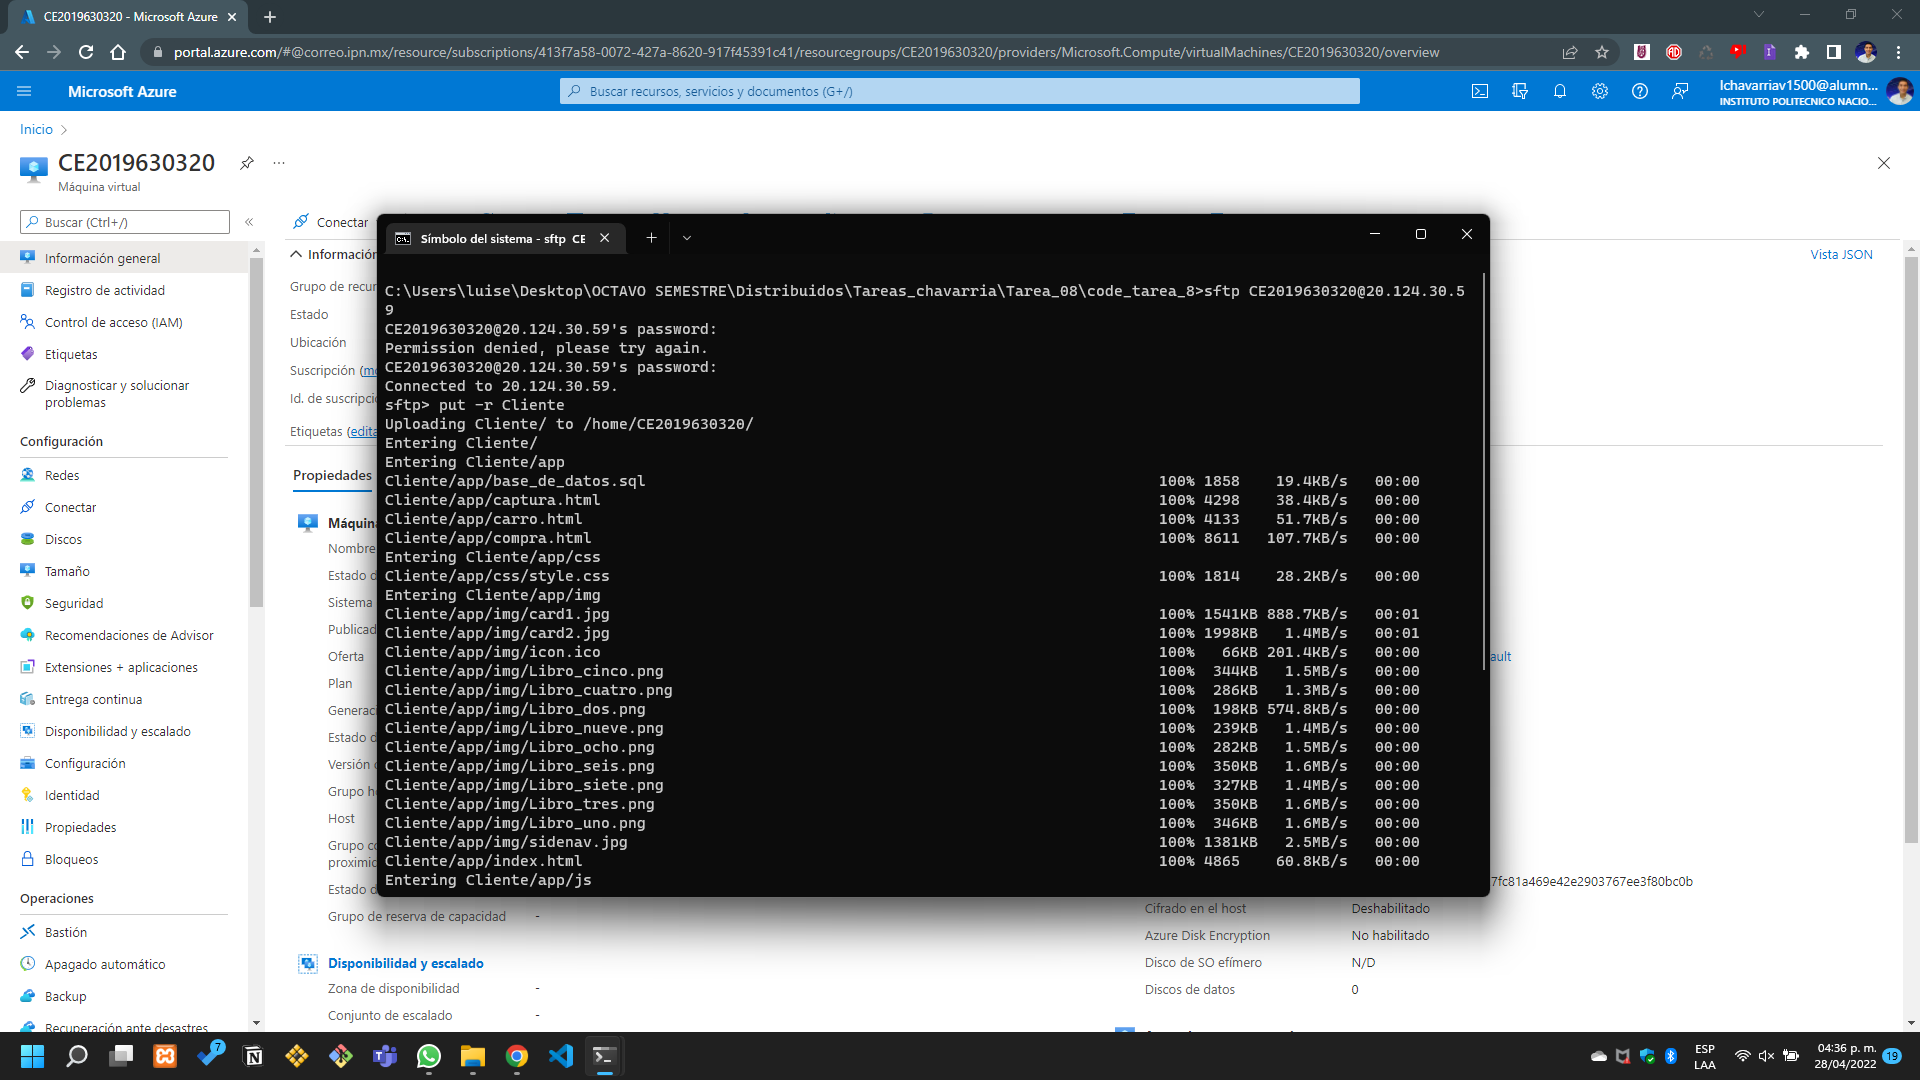 CE2019630320 - Microsoft Azure
portal.azure.com/#@correo.ipn.mx/resource/subscriptions/413f7a58-0072-427a-8620-917f45391c41/resourcegroups/CE2019630320/providers/Microsoft.Compute/virtualMachines/CE2019630320/overview
Microsoft Azure
Buscar recursos, servicios y documentos (G+/)
lchavarriav1500@alumn...
INSTITUTO POLITECNICO NACIO...
Inicio
CE2019630320
Máquina virtual
Buscar (Ctrl+/)
Información general
Registro de actividad
Control de acceso (IAM)
Etiquetas
Diagnosticar y solucionar
problemas
Configuración
Redes
Conectar
Discos
Tamaño
Seguridad
Recomendaciones de Advisor
Extensiones + aplicaciones
Entrega continua
Disponibilidad y escalado
Configuración
Identidad
Propiedades
Bloqueos
Operaciones
Bastión
Apagado automático
Backup
Recuperación ante desastres
Conectar
Información
Vista JSON
Grupo de recur
Estado
Ubicación
Suscripción (mo
Id. de suscripció
Etiquetas (edita
Propiedades
Máquina
Nombre
Estado d
Sistema
Publicad
Oferta
Plan
Generaci
Estado d
Versión d
Grupo ho
Host
Grupo co
proximid
Estado d
Grupo de reserva de capacidad -
Disponibilidad y escalado
Zona de disponibilidad -
Conjunto de escalado -
Símbolo del sistema - sftp CE
C:\Users\luise\Desktop\OCTAVO SEMESTRE\Distribuidos\Tareas_chavarria\Tarea_08\code_tarea_8>sftp CE2019630320@20.124.30.5
9
CE2019630320@20.124.30.59's password:
Permission denied, please try again.
CE2019630320@20.124.30.59's password:
Connected to 20.124.30.59.
sftp> put -r Cliente
Uploading Cliente/ to /home/CE2019630320/
Entering Cliente/
Entering Cliente/app
Cliente/app/base_de_datos.sql 100% 1858 19.4KB/s 00:00
Cliente/app/captura.html 100% 4298 38.4KB/s 00:00
Cliente/app/carro.html 100% 4133 51.7KB/s 00:00
Cliente/app/compra.html 100% 8611 107.7KB/s 00:00
Entering Cliente/app/css
Cliente/app/css/style.css 100% 1814 28.2KB/s 00:00
Entering Cliente/app/img
Cliente/app/img/card1.jpg 100% 1541KB 888.7KB/s 00:01
Cliente/app/img/card2.jpg 100% 1998KB 1.4MB/s 00:01
Cliente/app/img/icon.ico 100% 66KB 201.4KB/s 00:00
Cliente/app/img/Libro_cinco.png 100% 344KB 1.5MB/s 00:00
Cliente/app/img/Libro_cuatro.png 100% 286KB 1.3MB/s 00:00
Cliente/app/img/Libro_dos.png 100% 198KB 574.8KB/s 00:00
Cliente/app/img/Libro_nueve.png 100% 239KB 1.4MB/s 00:00
Cliente/app/img/Libro_ocho.png 100% 282KB 1.5MB/s 00:00
Cliente/app/img/Libro_seis.png 100% 350KB 1.6MB/s 00:00
Cliente/app/img/Libro_siete.png 100% 327KB 1.4MB/s 00:00
Cliente/app/img/Libro_tres.png 100% 350KB 1.6MB/s 00:00
Cliente/app/img/Libro_uno.png 100% 346KB 1.6MB/s 00:00
Cliente/app/img/sidenav.jpg 100% 1381KB 2.5MB/s 00:00
Cliente/app/index.html 100% 4865 60.8KB/s 00:00
Entering Cliente/app/js
ault
7fc81a469e42e2903767ee3f80bc0b
Cifrado en el host Deshabilitado
Azure Disk Encryption No habilitado
Disco de SO efímero N/D
Discos de datos 0
7
ESP
LAA
04:36 p. m.
28/04/2022
19